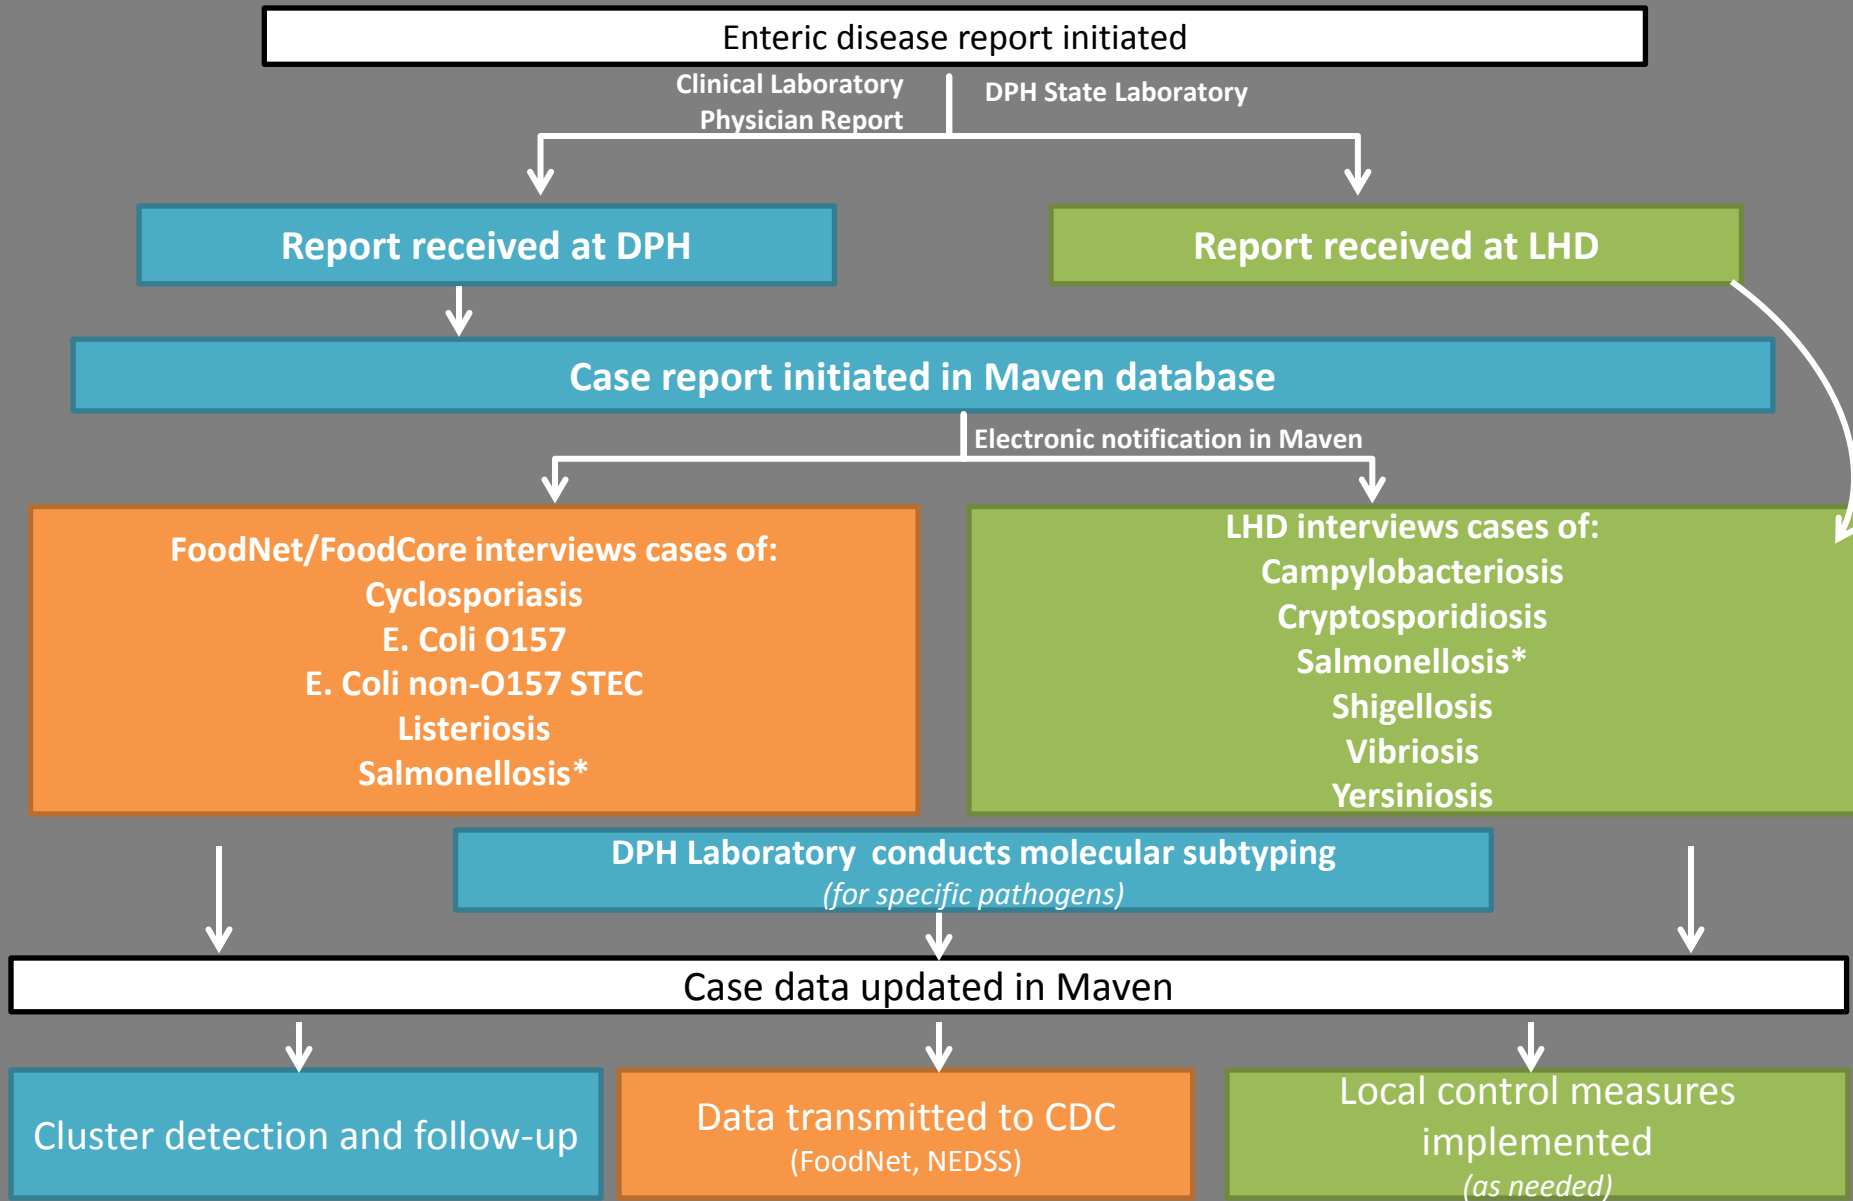 Enteric disease report initiated
Clinical Laboratory
Physician Report
DPH State Laboratory
Report received at DPH
Report received at LHD
Case report initiated in Maven database
Electronic notification in Maven
FoodNet/FoodCore interviews cases of:
Cyclosporiasis
E. Coli O157
E. Coli non-O157 STEC
Listeriosis
Salmonellosis*
LHD interviews cases of:
Campylobacteriosis
Cryptosporidiosis
Salmonellosis*
Shigellosis
Vibriosis
Yersiniosis
DPH Laboratory  conducts molecular subtyping
(for specific pathogens)
Case data updated in Maven
Cluster detection and follow-up
Data transmitted to CDC
(FoodNet, NEDSS)
Local control measures
implemented
(as needed)